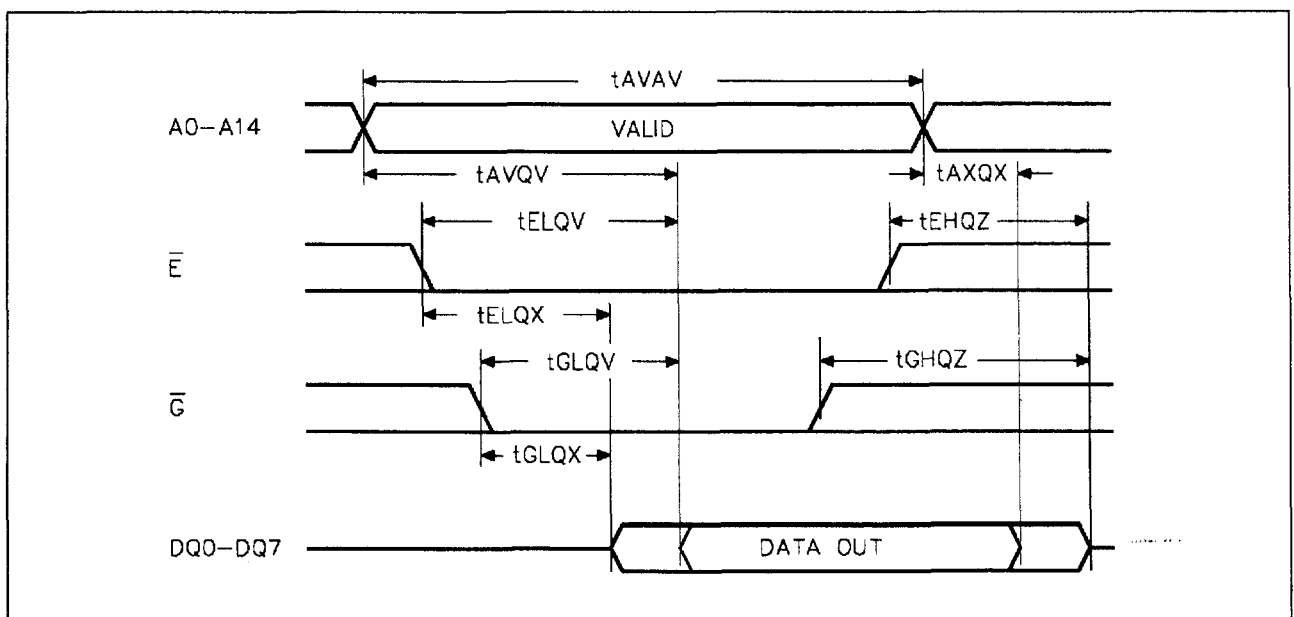 tAVAV
A0-A14 VALID
tAVQV tAXQX
tELQV tEHQZ
E̅
tELQX
tGLQV tGHQZ
G̅
tGLQX
DQ0-DQ7 DATA OUT